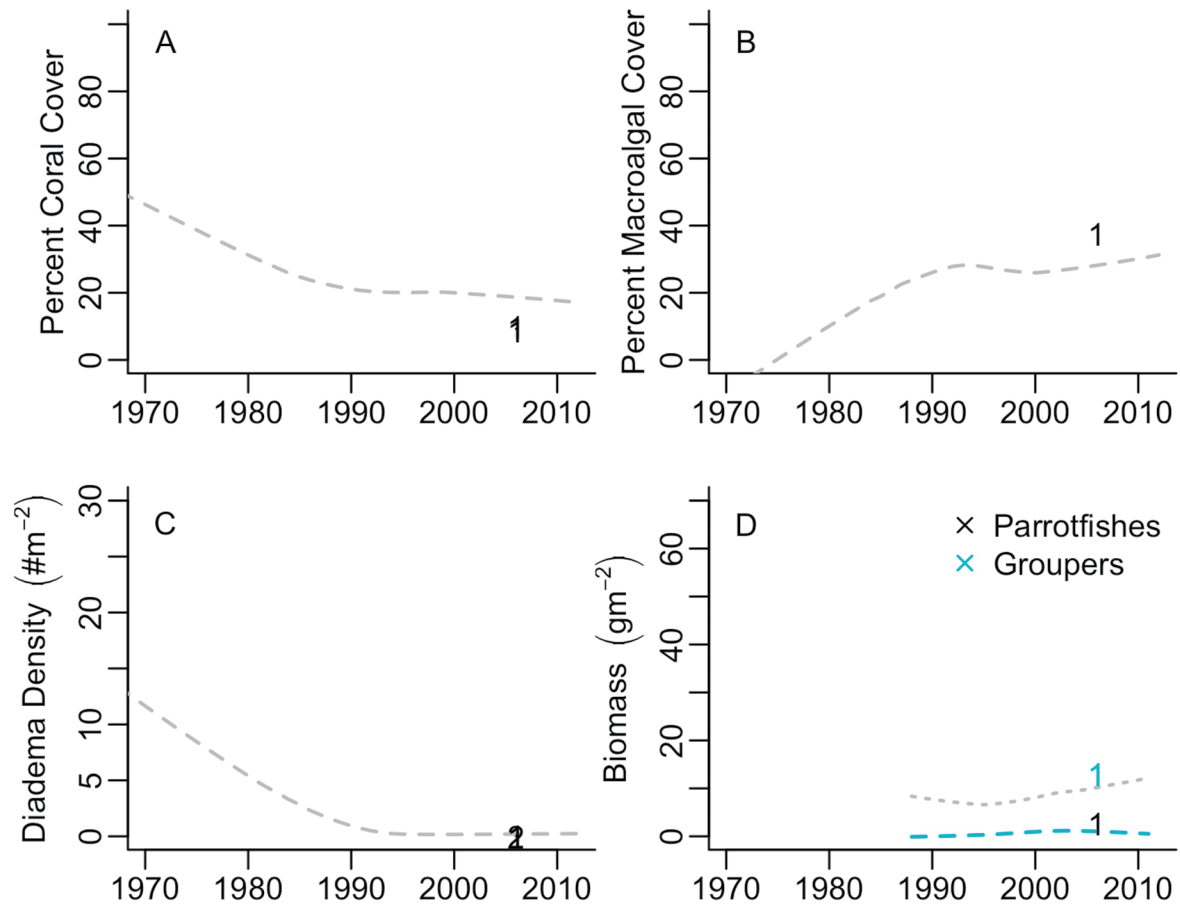 A
Percent Coral Cover
0 20 40 60 80
1
1970 1980 1990 2000 2010
B
Percent Macroalgal Cover
0 20 40 60 80
1
1970 1980 1990 2000 2010
C
Diadema Density (#m⁻²)
0 5 10 20 30
1970 1980 1990 2000 2010
D
Parrotfishes
Groupers
Biomass (gm⁻²)
0 20 40 60
1
1
1970 1980 1990 2000 2010